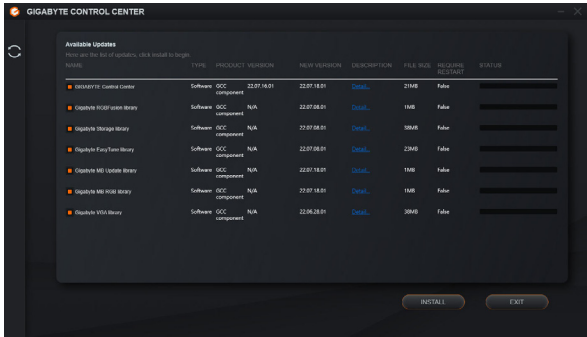 GIGABYTE CONTROL CENTER
Available Updates
Here are the list of updates, click install to begin.
NAME TYPE PRODUCT VERSION NEW VERSION DESCRIPTION FILE SIZE REQUIRE RESTART STATUS
GIGABYTE Control Center Software GCC component 22.07.16.01 22.07.18.01 Detail... 21MB False
Gigabyte RGBFusion library Software GCC component N/A 22.07.08.01 Detail... 1MB False
Gigabyte Storage library Software GCC component N/A 22.07.08.01 Detail... 38MB False
Gigabyte EasyTune library Software GCC component N/A 22.07.08.01 Detail... 23MB False
Gigabyte MB Update library Software GCC component N/A 22.07.18.01 Detail... 1MB False
Gigabyte MB RGB library Software GCC component N/A 22.07.18.01 Detail... 1MB False
Gigabyte VGA library Software GCC component N/A 22.06.28.01 Detail... 38MB False
INSTALL EXIT